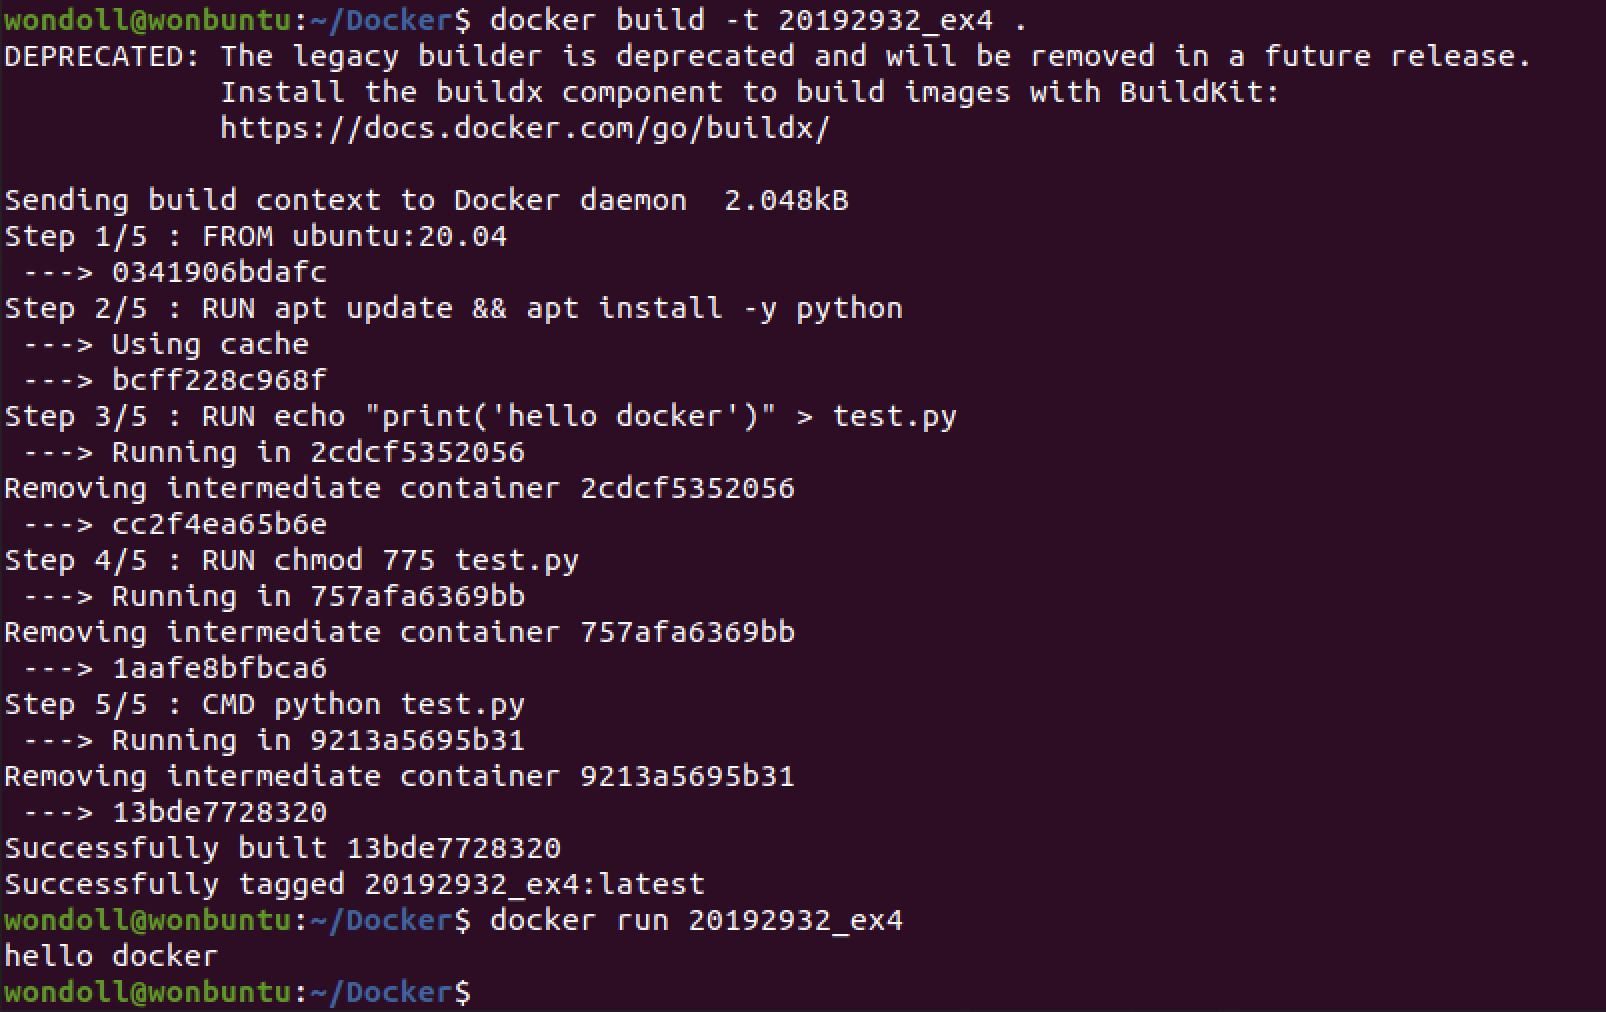 wondoll@wonbuntu:~/Docker$ docker build -t 20192932_ex4 .
DEPRECATED: The legacy builder is deprecated and will be removed in a future release.
            Install the buildx component to build images with BuildKit:
            https://docs.docker.com/go/buildx/

Sending build context to Docker daemon  2.048kB
Step 1/5 : FROM ubuntu:20.04
 ---> 0341906bdafc
Step 2/5 : RUN apt update && apt install -y python
 ---> Using cache
 ---> bcff228c968f
Step 3/5 : RUN echo "print('hello docker')" > test.py
 ---> Running in 2cdcf5352056
Removing intermediate container 2cdcf5352056
 ---> cc2f4ea65b6e
Step 4/5 : RUN chmod 775 test.py
 ---> Running in 757afa6369bb
Removing intermediate container 757afa6369bb
 ---> 1aafe8bfbca6
Step 5/5 : CMD python test.py
 ---> Running in 9213a5695b31
Removing intermediate container 9213a5695b31
 ---> 13bde7728320
Successfully built 13bde7728320
Successfully tagged 20192932_ex4:latest
wondoll@wonbuntu:~/Docker$ docker run 20192932_ex4
hello docker
wondoll@wonbuntu:~/Docker$